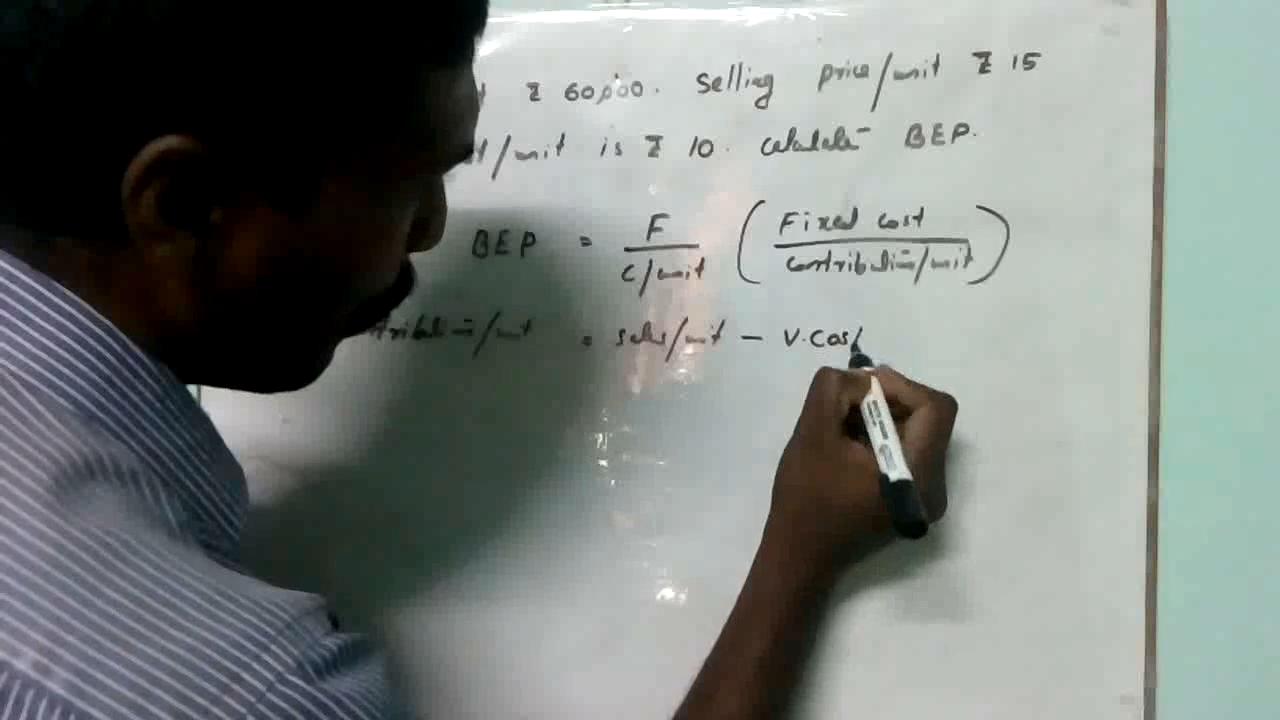 ₹ 60,000. Selling price/unit ₹ 15
/unit is ₹ 10. Calculate BEP.
BEP = F / C/unit ( Fixed cost / Contribution/unit )
= Sales/unit - V.Cost